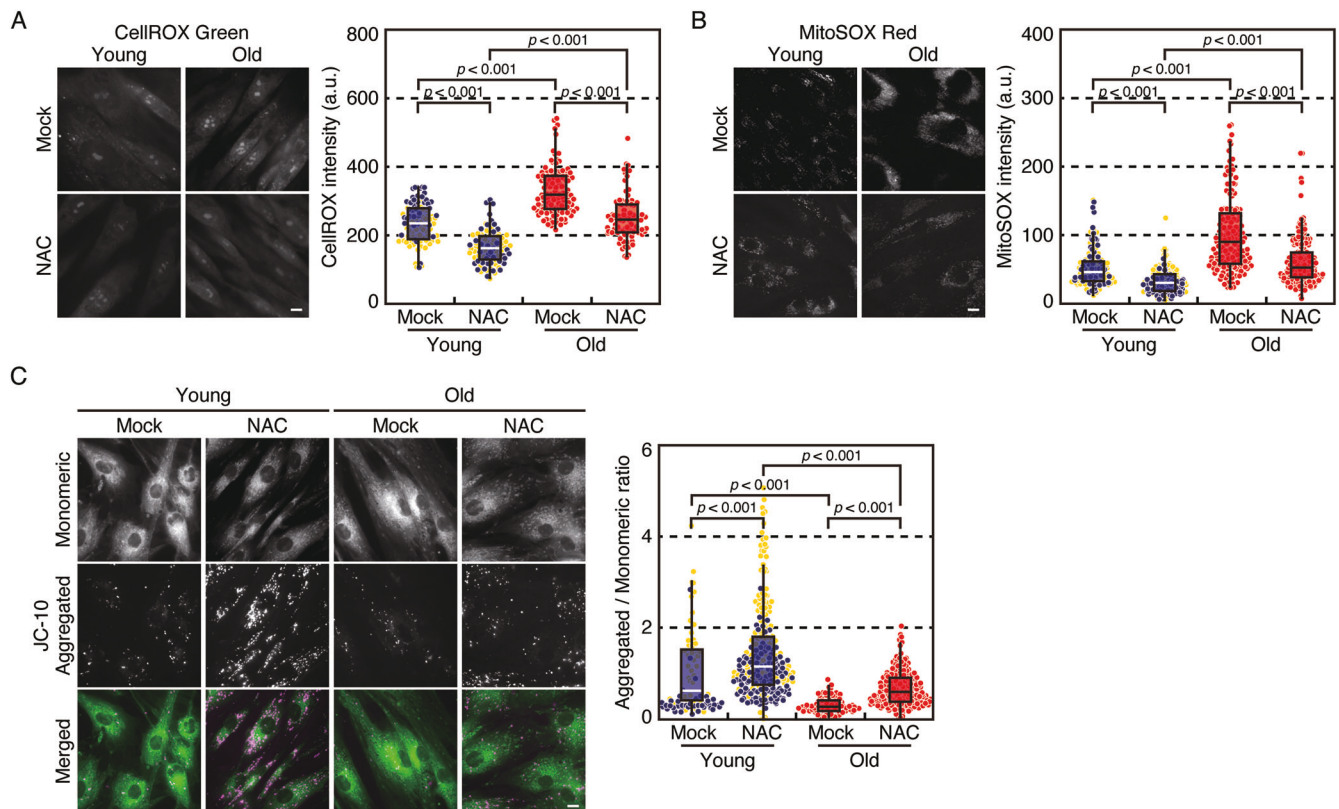 A
CellROX Green
Young
Old
Mock
NAC
CellROX intensity (a.u.)
800
600
400
200
0
p < 0.001
p < 0.001
p < 0.001
p < 0.001
Mock
NAC
Mock
NAC
Young
Old
B
MitoSOX Red
Young
Old
Mock
NAC
MitoSOX intensity (a.u.)
400
300
200
100
0
p < 0.001
p < 0.001
p < 0.001
p < 0.001
Mock
NAC
Mock
NAC
Young
Old
C
Young
Old
Mock
NAC
Mock
NAC
Monomeric
JC-10
Aggregated
Merged
Aggregated / Monomeric ratio
6
4
2
0
p < 0.001
p < 0.001
p < 0.001
p < 0.001
Mock
NAC
Mock
NAC
Young
Old